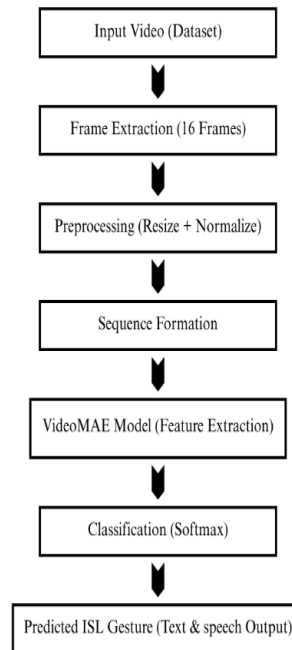 Input Video (Dataset)
Frame Extraction (16 Frames)
Preprocessing (Resize + Normalize)
Sequence Formation
VideoMAE Model (Feature Extraction)
Classification (Softmax)
Predicted ISL Gesture (Text & speech Output)